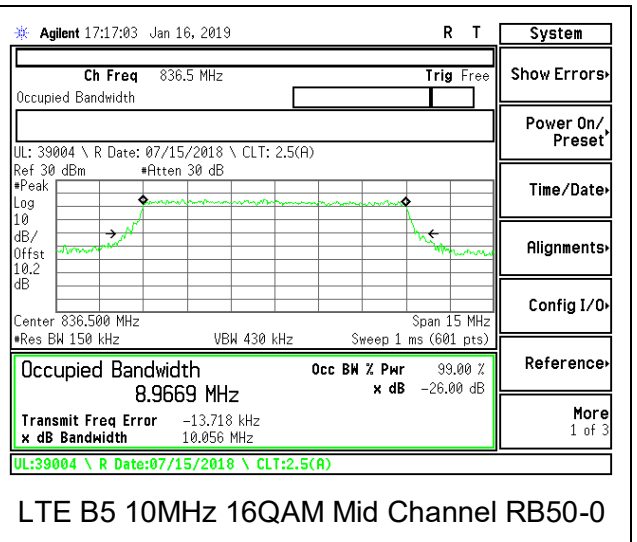 Agilent 17:17:03 Jan 16, 2019 R T
Ch Freq 836.5 MHz Trig Free
Occupied Bandwidth
UL: 39004 \ R Date: 07/15/2018 \ CLT: 2.5(A)
Ref 30 dBm #Atten 30 dB
#Peak
Log
10
dB/
Offst
10.2
dB
Center 836.500 MHz Span 15 MHz
#Res BW 150 kHz VBW 430 kHz Sweep 1 ms (601 pts)
Occupied Bandwidth Occ BW % Pwr 99.00 %
8.9669 MHz x dB -26.00 dB
Transmit Freq Error -13.718 kHz
x dB Bandwidth 10.056 MHz
UL:39004 \ R Date:07/15/2018 \ CLT:2.5(A)
System
Show Errors
Power On/
Preset
Time/Date
Alignments
Config I/O
Reference
More
1 of 3
LTE B5 10MHz 16QAM Mid Channel RB50-0